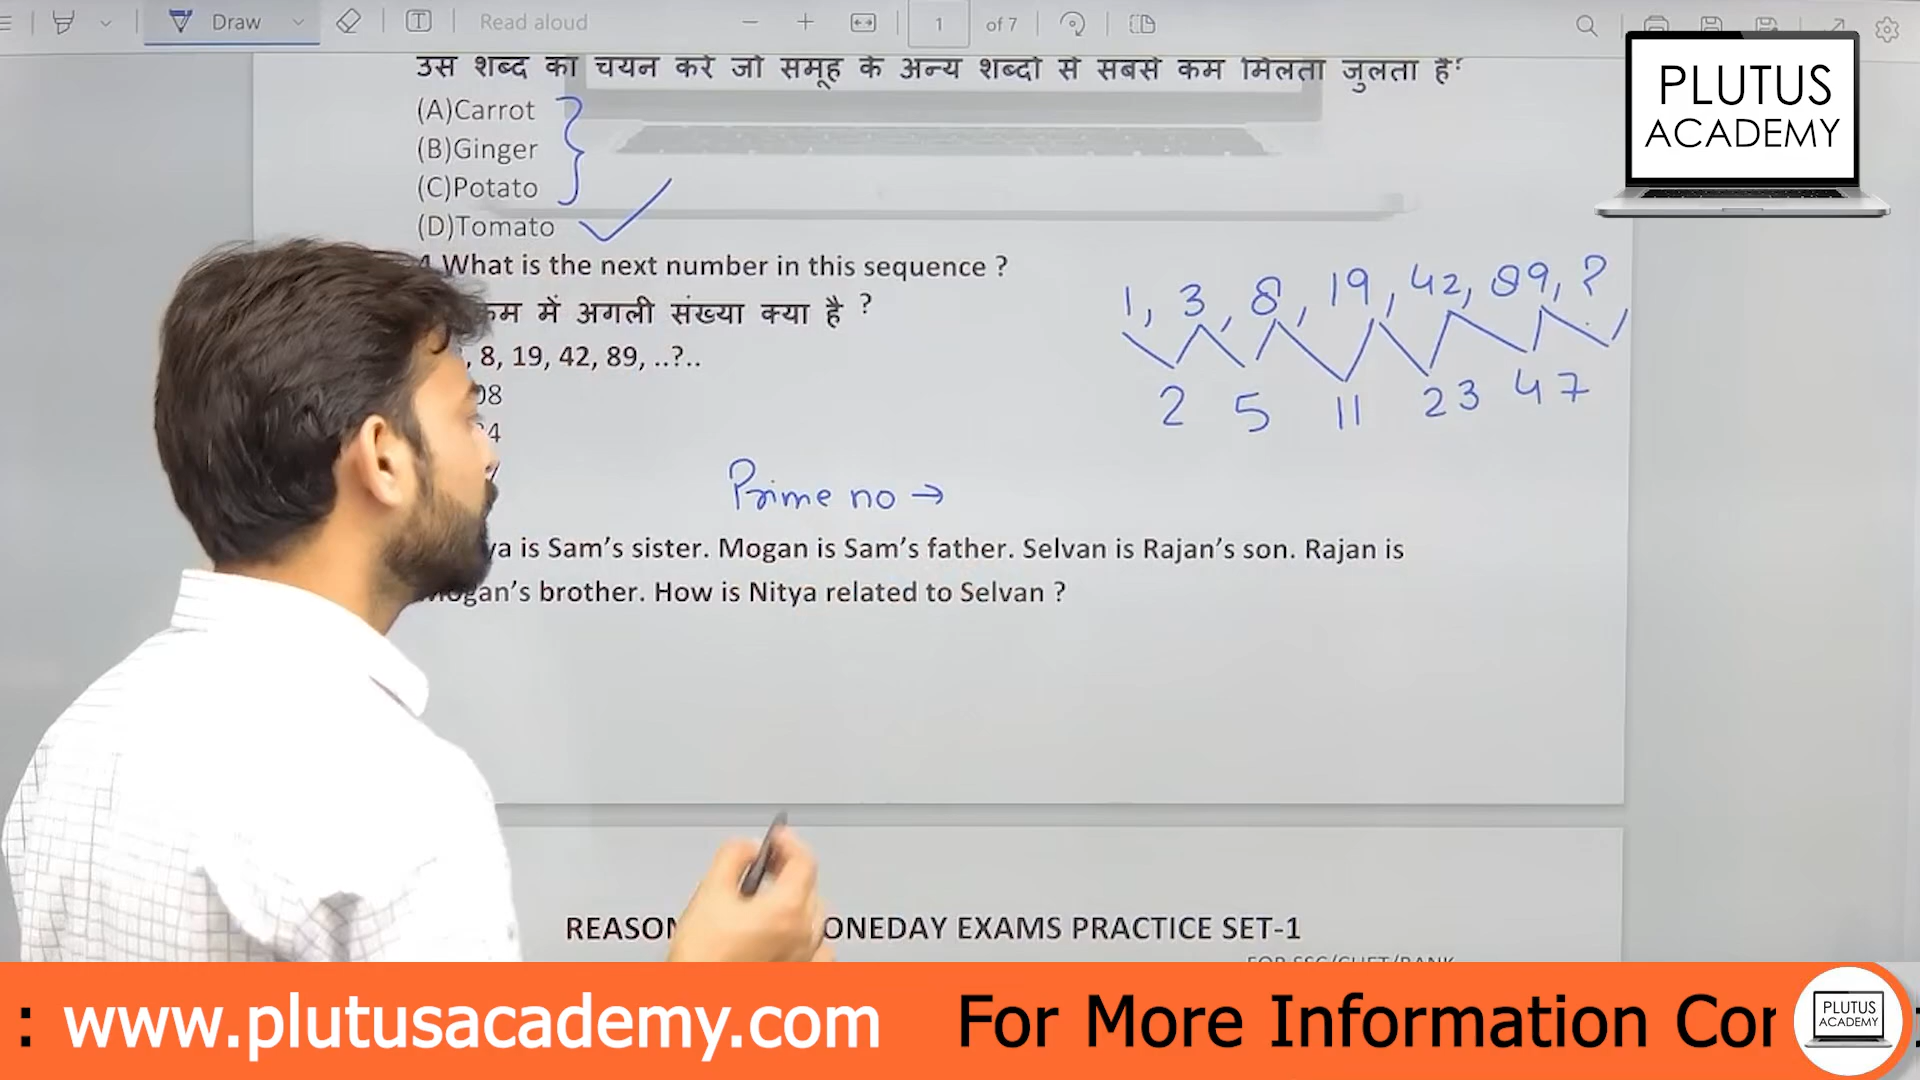 Draw
Read aloud
1 of 7
उस शब्द का चयन करें जो समूह के अन्य शब्दों से सबसे कम मिलता जुलता है:
(A)Carrot
(B)Ginger
(C)Potato
(D)Tomato
What is the next number in this sequence ?
में अगली संख्या क्या है ?
, 8, 19, 42, 89, ..?..
1, 3, 8, 19, 42, 89, ?
2 5 11 23 47
Prime no →
is Sam's sister. Mogan is Sam's father. Selvan is Rajan's son. Rajan is
Mogan's brother. How is Nitya related to Selvan ?
ONEDAY EXAMS PRACTICE SET-1
PLUTUS
ACADEMY
: www.plutusacademy.com For More Information
PLUTUS
ACADEMY